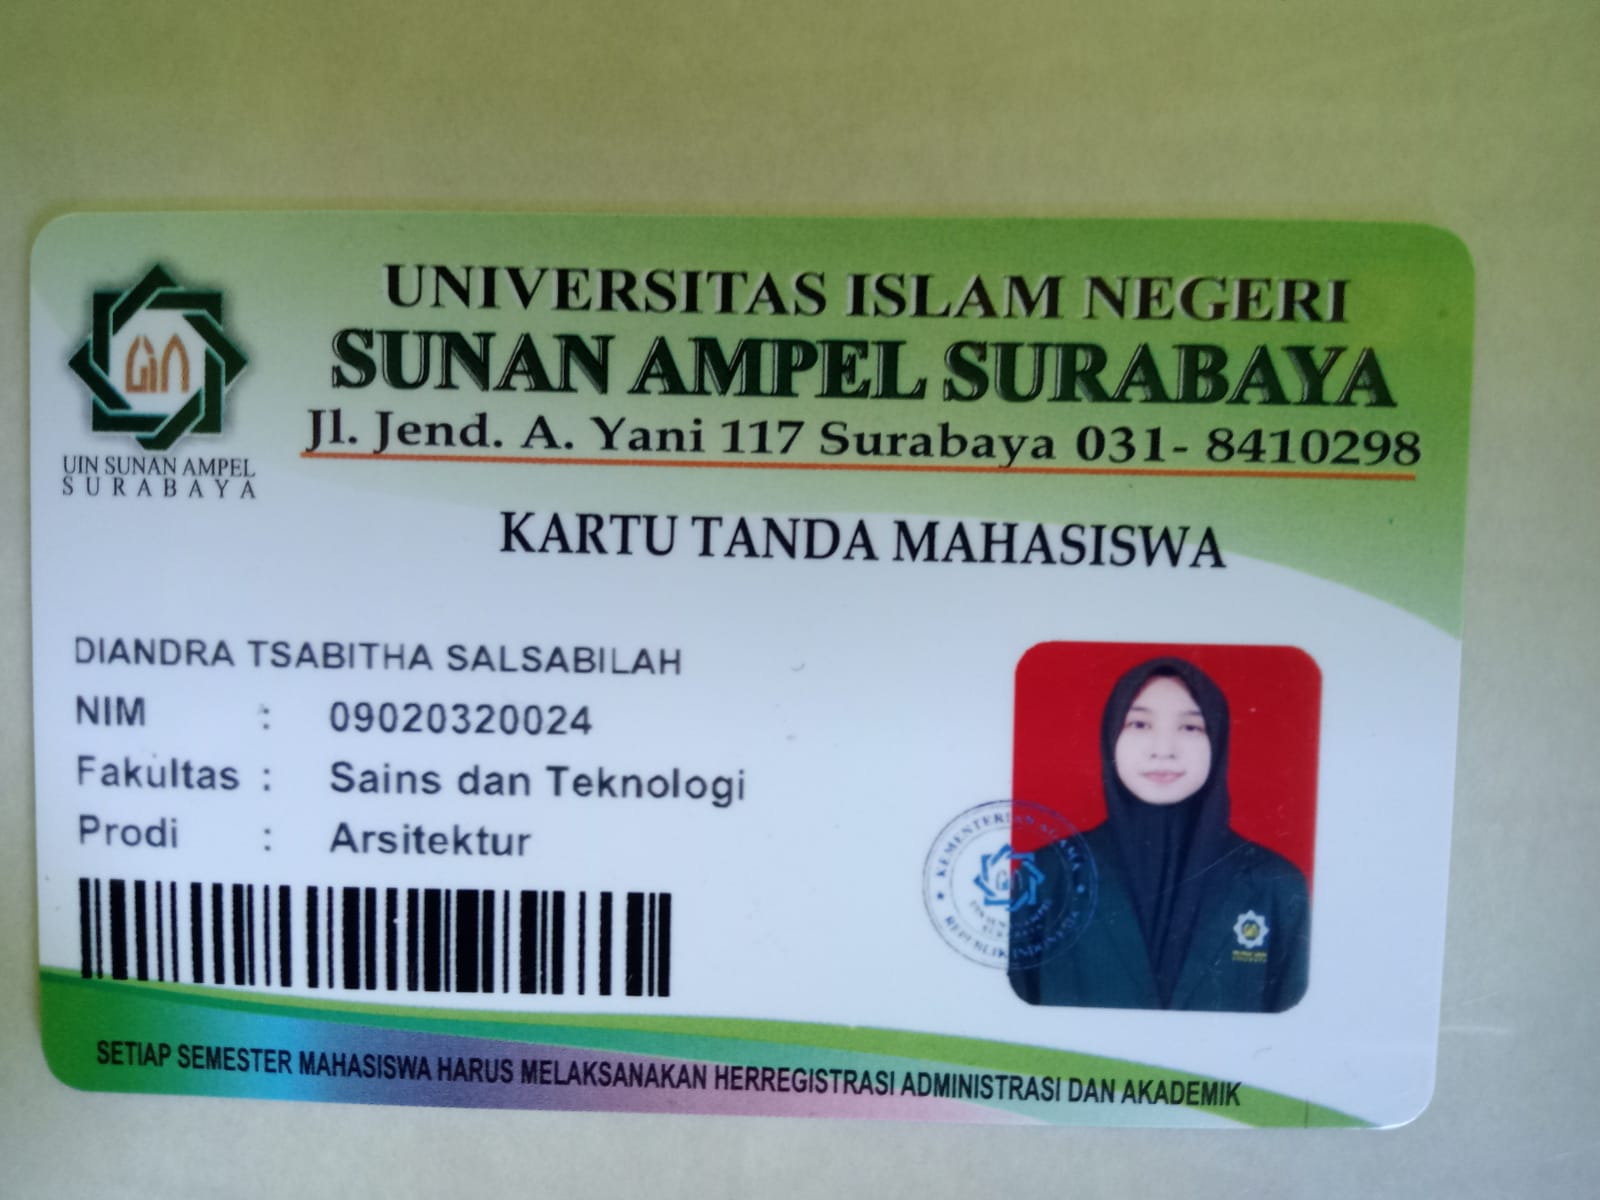 UNIVERSITAS ISLAM NEGERI
SUNAN AMPEL SURABAYA
Jl. Jend. A. Yani 117 Surabaya 031- 8410298
UIN SUNAN AMPEL
SURABAYA
KARTU TANDA MAHASISWA
DIANDRA TSABITHA SALSABILAH
NIM : 09020320024
Fakultas : Sains dan Teknologi
Prodi : Arsitektur
KEMENTERIAN AGAMA
REPUBLIK INDONESIA
SETIAP SEMESTER MAHASISWA HARUS MELAKSANAKAN HERREGISTRASI ADMINISTRASI DAN AKADEMIK